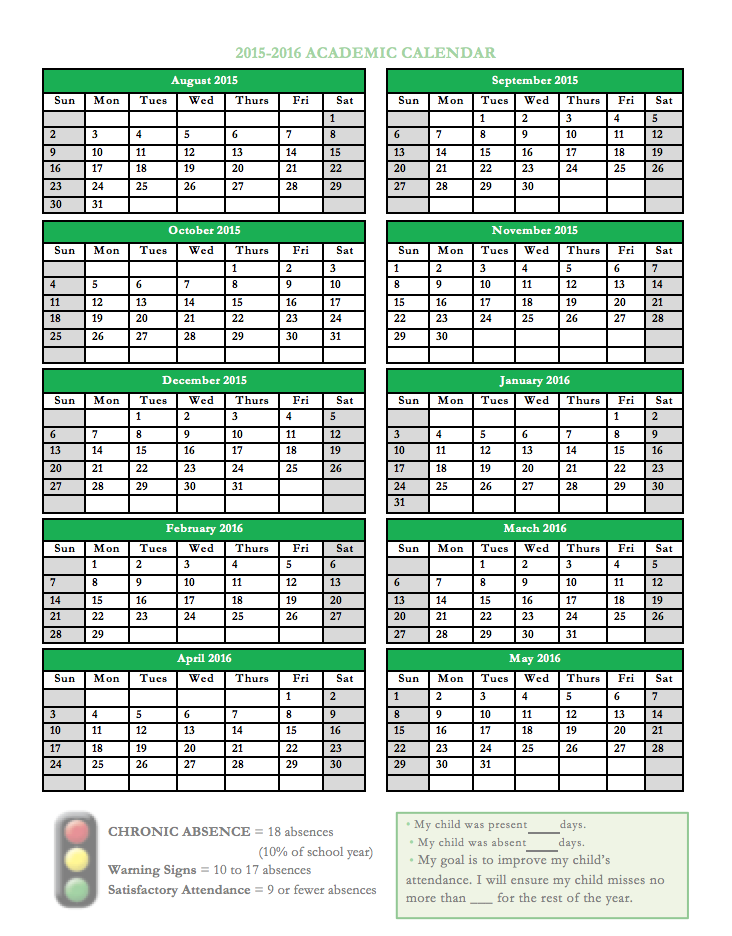 2015-2016 ACADEMIC CALENDAR
August 2015
Sun Mon Tues Wed Thurs Fri Sat
1
2 3 4 5 6 7 8
9 10 11 12 13 14 15
16 17 18 19 20 21 22
23 24 25 26 27 28 29
30 31
September 2015
Sun Mon Tues Wed Thurs Fri Sat
1 2 3 4 5
6 7 8 9 10 11 12
13 14 15 16 17 18 19
20 21 22 23 24 25 26
27 28 29 30
October 2015
Sun Mon Tues Wed Thurs Fri Sat
1 2 3
4 5 6 7 8 9 10
11 12 13 14 15 16 17
18 19 20 21 22 23 24
25 26 27 28 29 30 31
November 2015
Sun Mon Tues Wed Thurs Fri Sat
1 2 3 4 5 6 7
8 9 10 11 12 13 14
15 16 17 18 19 20 21
22 23 24 25 26 27 28
29 30
December 2015
Sun Mon Tues Wed Thurs Fri Sat
1 2 3 4 5
6 7 8 9 10 11 12
13 14 15 16 17 18 19
20 21 22 23 24 25 26
27 28 29 30 31
January 2016
Sun Mon Tues Wed Thurs Fri Sat
1 2
3 4 5 6 7 8 9
10 11 12 13 14 15 16
17 18 19 20 21 22 23
24 25 26 27 28 29 30
31
February 2016
Sun Mon Tues Wed Thurs Fri Sat
1 2 3 4 5 6
7 8 9 10 11 12 13
14 15 16 17 18 19 20
21 22 23 24 25 26 27
28 29
March 2016
Sun Mon Tues Wed Thurs Fri Sat
1 2 3 4 5
6 7 8 9 10 11 12
13 14 15 16 17 18 19
20 21 22 23 24 25 26
27 28 29 30 31
April 2016
Sun Mon Tues Wed Thurs Fri Sat
1 2
3 4 5 6 7 8 9
10 11 12 13 14 15 16
17 18 19 20 21 22 23
24 25 26 27 28 29 30
May 2016
Sun Mon Tues Wed Thurs Fri Sat
1 2 3 4 5 6 7
8 9 10 11 12 13 14
15 16 17 18 19 20 21
22 23 24 25 26 27 28
29 30 31
CHRONIC ABSENCE = 18 absences
(10% of school year)
Warning Signs = 10 to 17 absences
Satisfactory Attendance = 9 or fewer absences
• My child was present_____days.
• My child was absent_____days.
• My goal is to improve my child's
attendance. I will ensure my child misses no
more than ___ for the rest of the year.